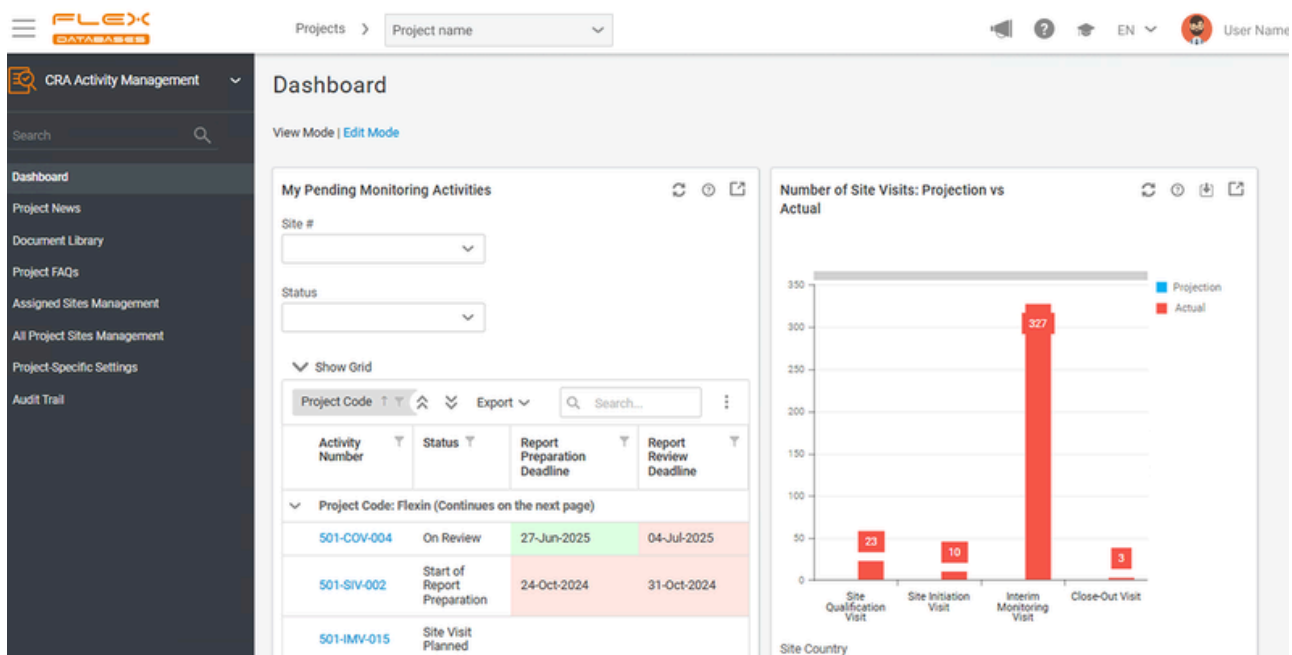 FLEX
DATABASES
Projects > Project name
EN
User Name
CRA Activity Management
Search
Dashboard
Project News
Document Library
Project FAQs
Assigned Sites Management
All Project Sites Management
Project-Specific Settings
Audit Trail
Dashboard
View Mode | Edit Mode
My Pending Monitoring Activities
Site #
Status
Show Grid
Project Code
Export
Search...
Activity
Number
Status
Report
Preparation
Deadline
Report
Review
Deadline
Project Code: Flexin (Continues on the next page)
501-COV-004 On Review 27-Jun-2025 04-Jul-2025
501-SIV-002
Start of
Report
Preparation
24-Oct-2024 31-Oct-2024
501-IMV-015
Site Visit
Planned
Number of Site Visits: Projection vs
Actual
Projection
Actual
350
300
250
200
150
100
50
0
23
10
327
3
Site
Qualification
Visit
Site Initiation
Visit
Interim
Monitoring
Visit
Close-Out Visit
Site Country